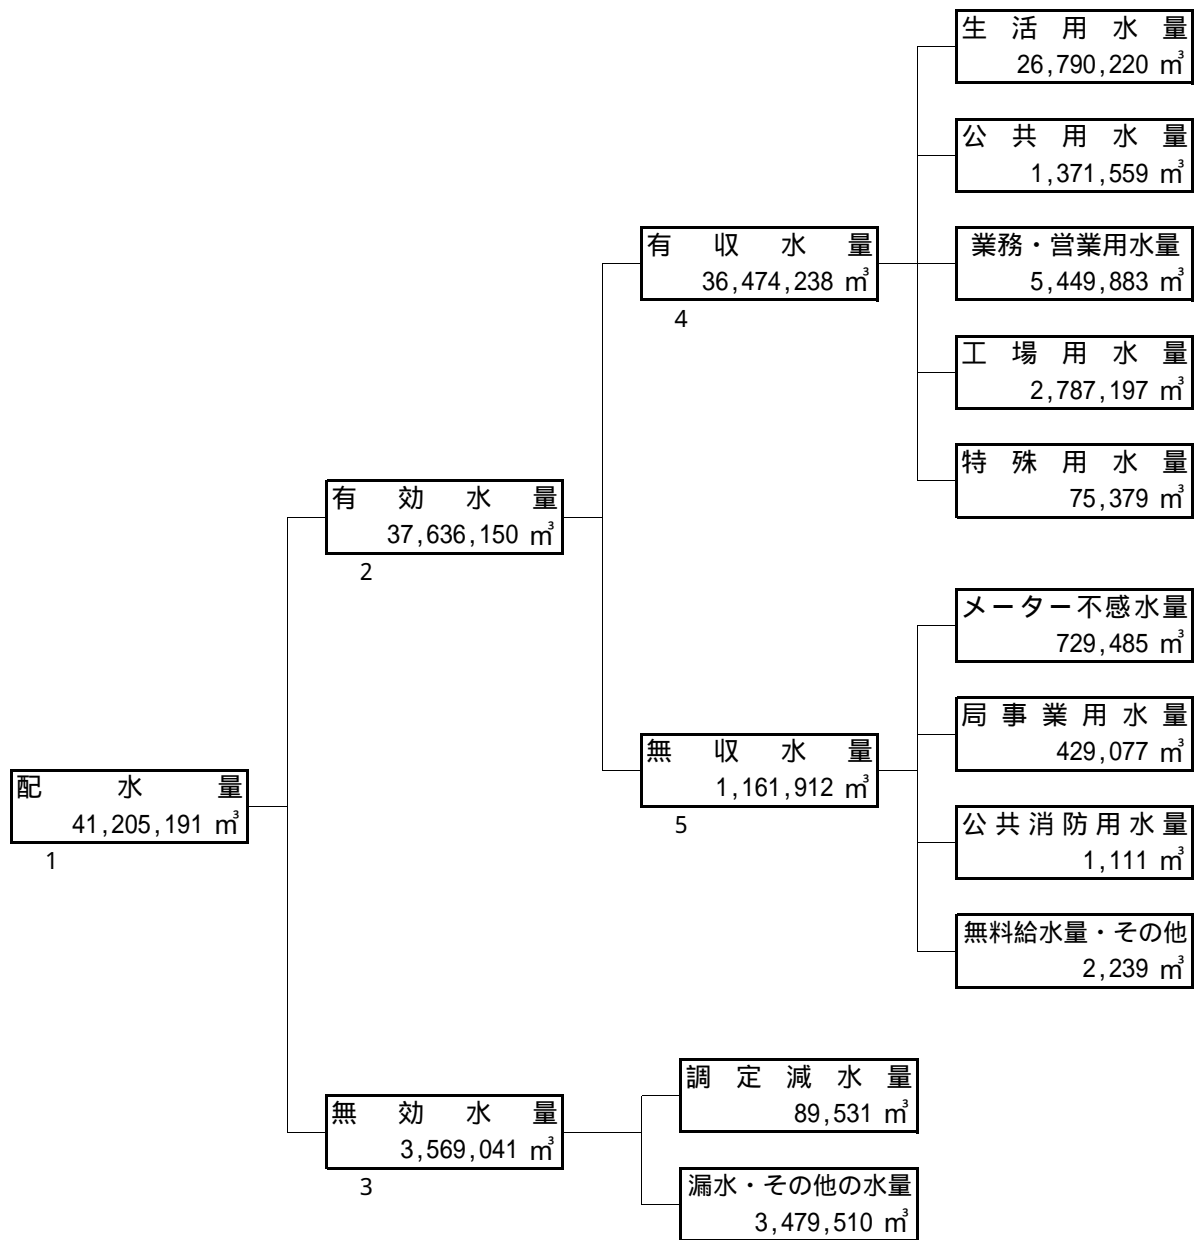 生活用水量
26,790,220 ㎥
公共用水量
1,371,559 ㎥
業務・営業用水量
5,449,883 ㎥
工場用水量
2,787,197 ㎥
特殊用水量
75,379 ㎥
有収水量
36,474,238 ㎥
4
有効水量
37,636,150 ㎥
2
メーター不感水量
729,485 ㎥
局事業用水量
429,077 ㎥
公共消防用水量
1,111 ㎥
無料給水量・その他
2,239 ㎥
無収水量
1,161,912 ㎥
5
配水量
41,205,191 ㎥
1
無効水量
3,569,041 ㎥
3
調定減水量
89,531 ㎥
漏水・その他の水量
3,479,510 ㎥